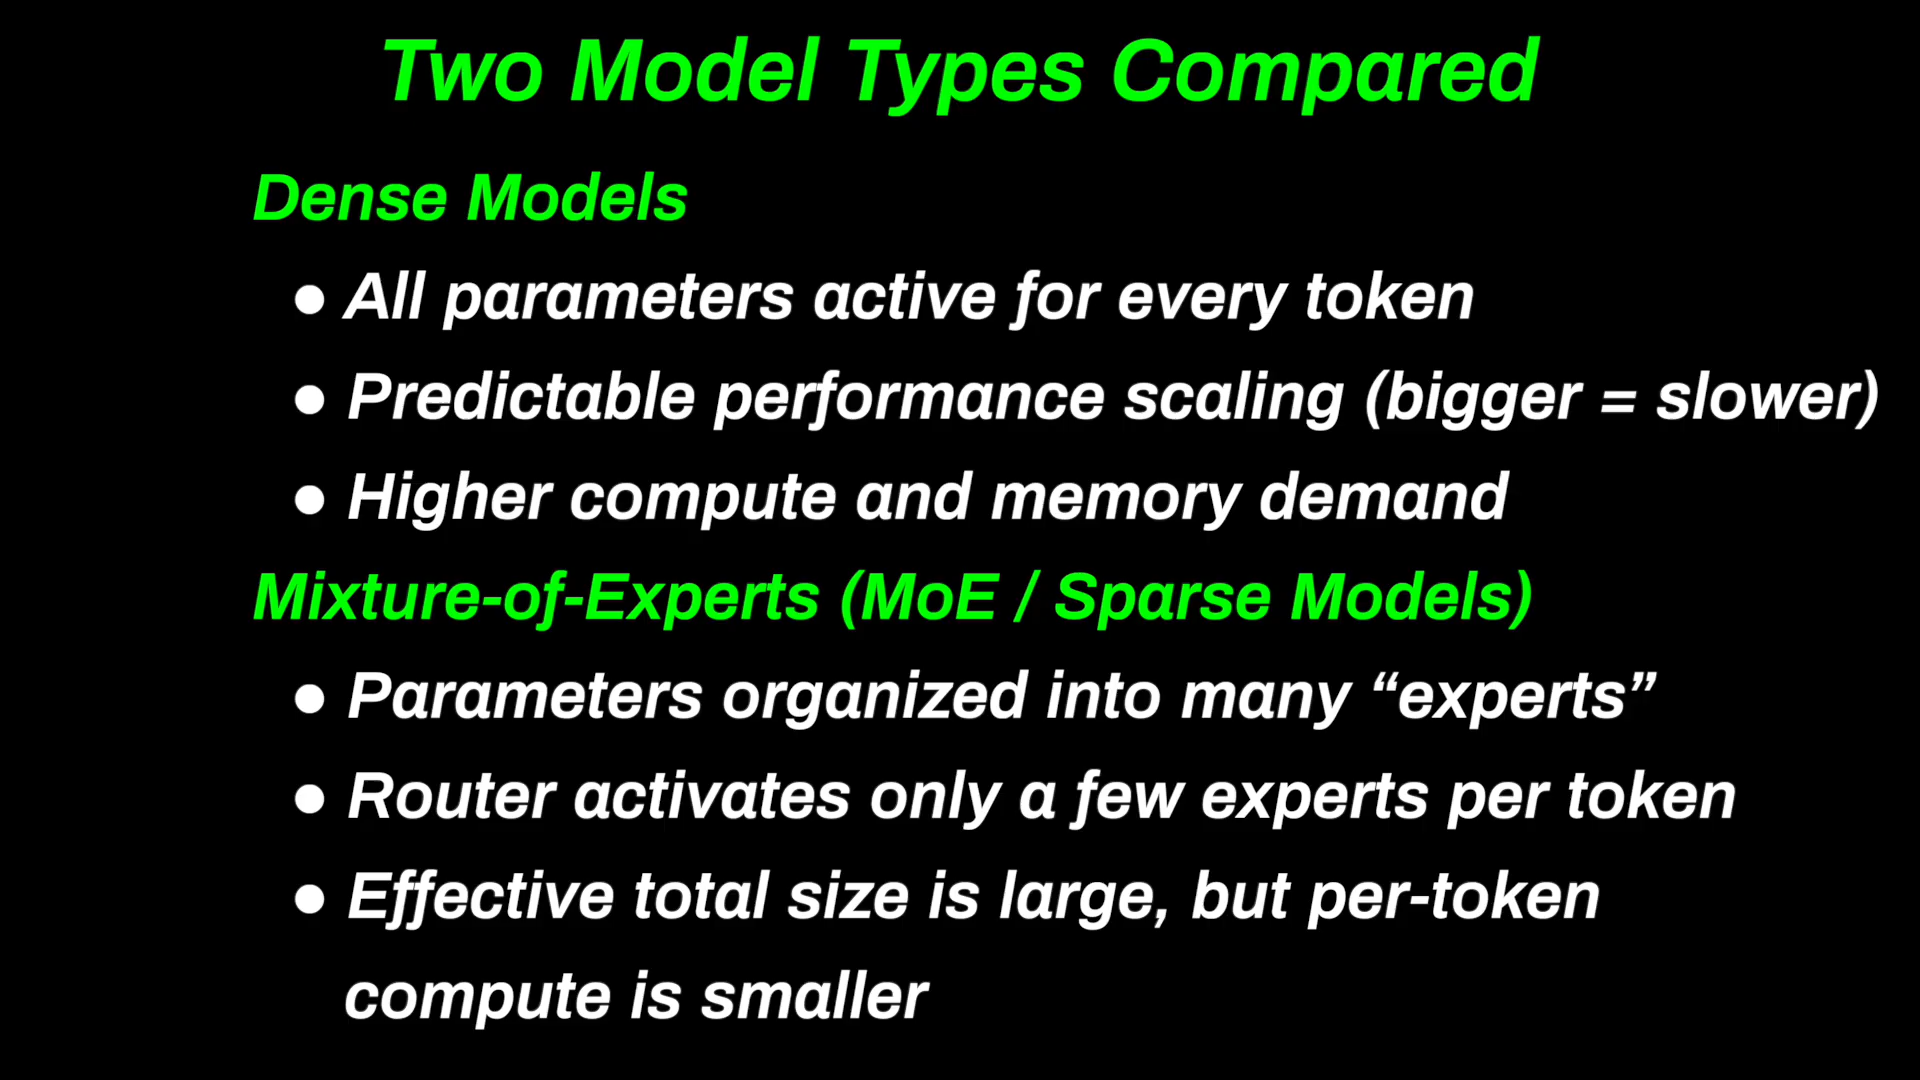 Two Model Types Compared
Dense Models
● All parameters active for every token
● Predictable performance scaling (bigger = slower)
● Higher compute and memory demand
Mixture-of-Experts (MoE / Sparse Models)
● Parameters organized into many “experts”
● Router activates only a few experts per token
● Effective total size is large, but per-token
compute is smaller